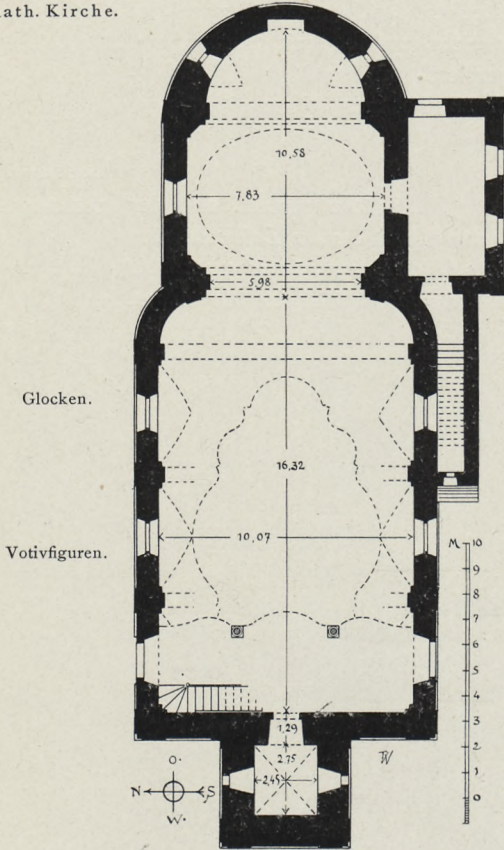 ath. Kirche.
10,58
7,83
5,98
Glocken.
16,32
Votivfiguren.
10,07
M 10
9
8
7
6
5
4
3
2
1
0
1,29
2,75
2,45
O.
N S
W.